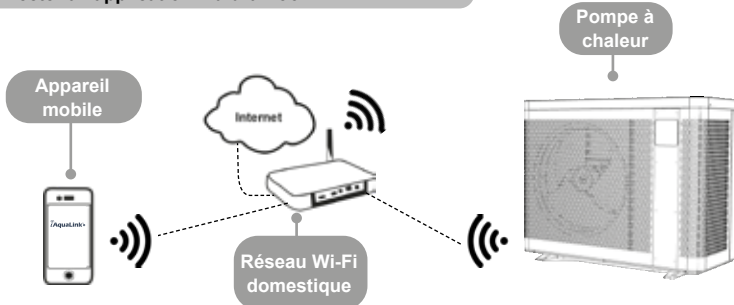 Pompe à
chaleur
Appareil
mobile
Internet
iAquaLink+
Réseau Wi-Fi
domestique